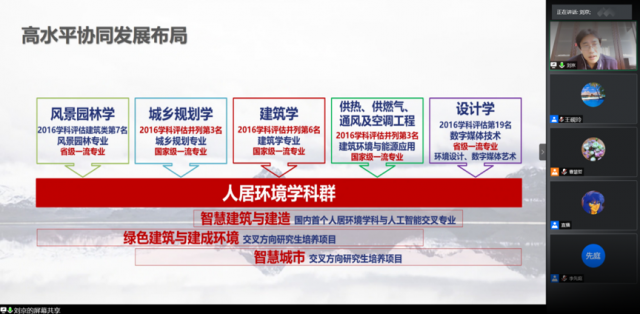 高水平协同发展布局
风景园林学
2016学科评估建筑类第7名
风景园林专业
省级一流专业
城乡规划学
2016学科评估并列第3名
城乡规划专业
国家级一流专业
建筑学
2016学科评估并列第6名
建筑学专业
国家级一流专业
供热、供燃气、
通风及空调工程
2016学科评估并列第3名
建筑环境与能源应用
国家级一流专业
设计学
2016学科评估第19名
数字媒体技术
省级一流专业
环境设计、数字媒体艺术
人居环境学科群
智慧建筑与建造 国内首个人居环境学科与人工智能交叉专业
绿色建筑与建成环境 交叉方向研究生培养项目
智慧城市 交叉方向研究生培养项目
刘京的屏幕共享
正在讲话: 刘京;
刘京
先庭